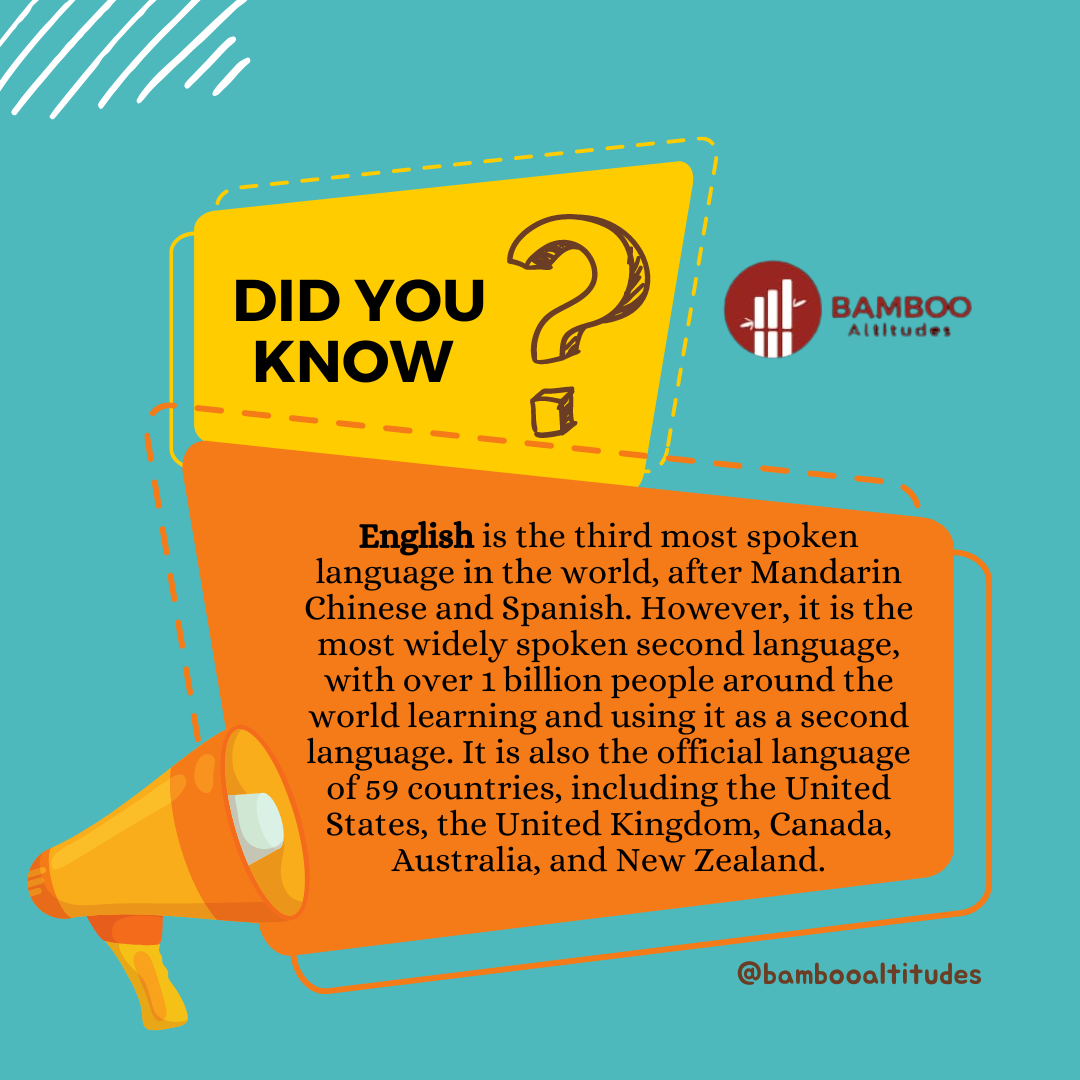 DID YOU
KNOW
?
BAMBOO
Altitudes
English is the third most spoken
language in the world, after Mandarin
Chinese and Spanish. However, it is the
most widely spoken second language,
with over 1 billion people around the
world learning and using it as a second
language. It is also the official language
of 59 countries, including the United
States, the United Kingdom, Canada,
Australia, and New Zealand.
@bambooaltitudes